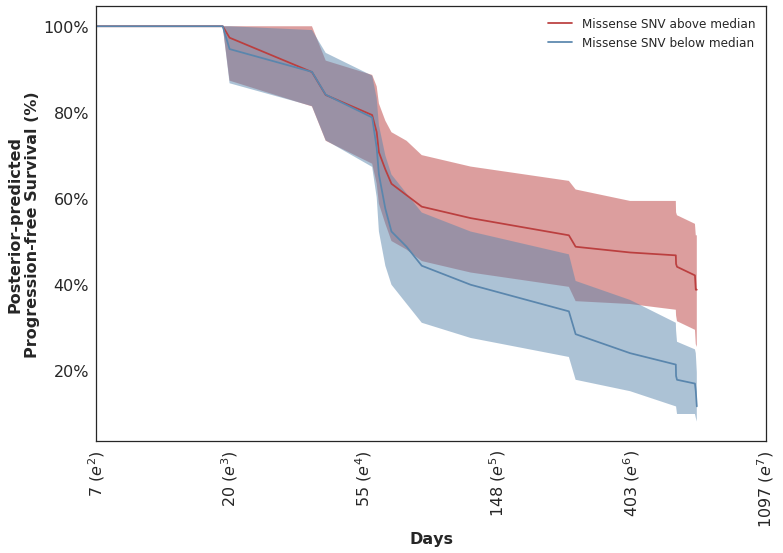 Missense SNV above median
Missense SNV below median
Posterior-predicted
Progression-free Survival (%)
100%
80%
60%
40%
20%
7 (e²)
20 (e³)
55 (e⁴)
148 (e⁵)
403 (e⁶)
1097 (e⁷)
Days